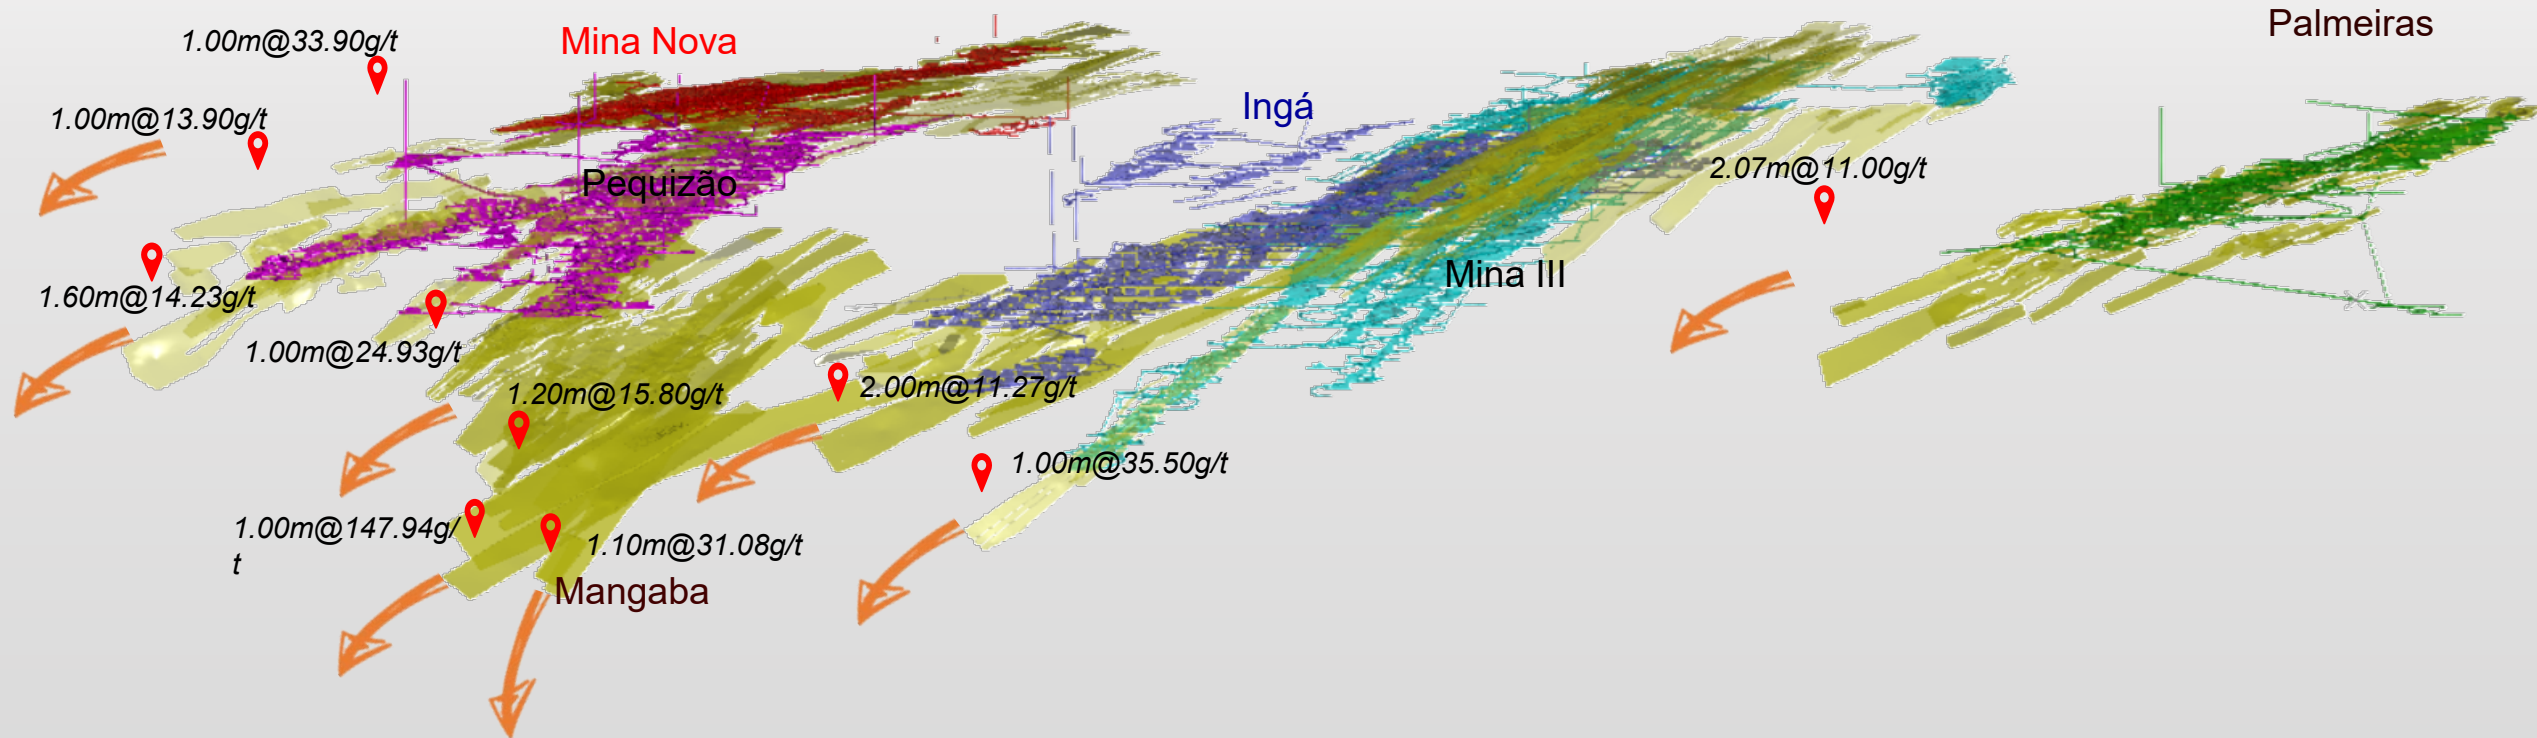 Palmeiras
1.00m@33.90g/t
Mina Nova
1.00m@13.90g/t
Ingá
2.07m@11.00g/t
Pequizão
Mina III
1.60m@14.23g/t
1.00m@24.93g/t
1.20m@15.80g/t
2.00m@11.27g/t
1.00m@35.50g/t
1.00m@147.94g/
t
1.10m@31.08g/t
Mangaba